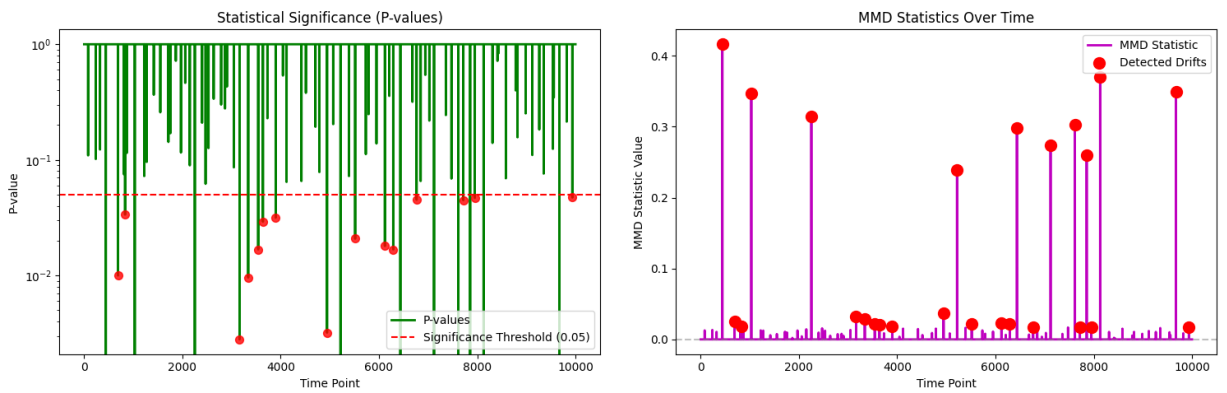 Statistical Significance (P-values)
P-value
10⁰
10⁻¹
10⁻²
P-values
Significance Threshold (0.05)
0
2000
4000
6000
8000
10000
Time Point
MMD Statistics Over Time
MMD Statistic Value
0.4
0.3
0.2
0.1
0.0
MMD Statistic
Detected Drifts
0
2000
4000
6000
8000
10000
Time Point